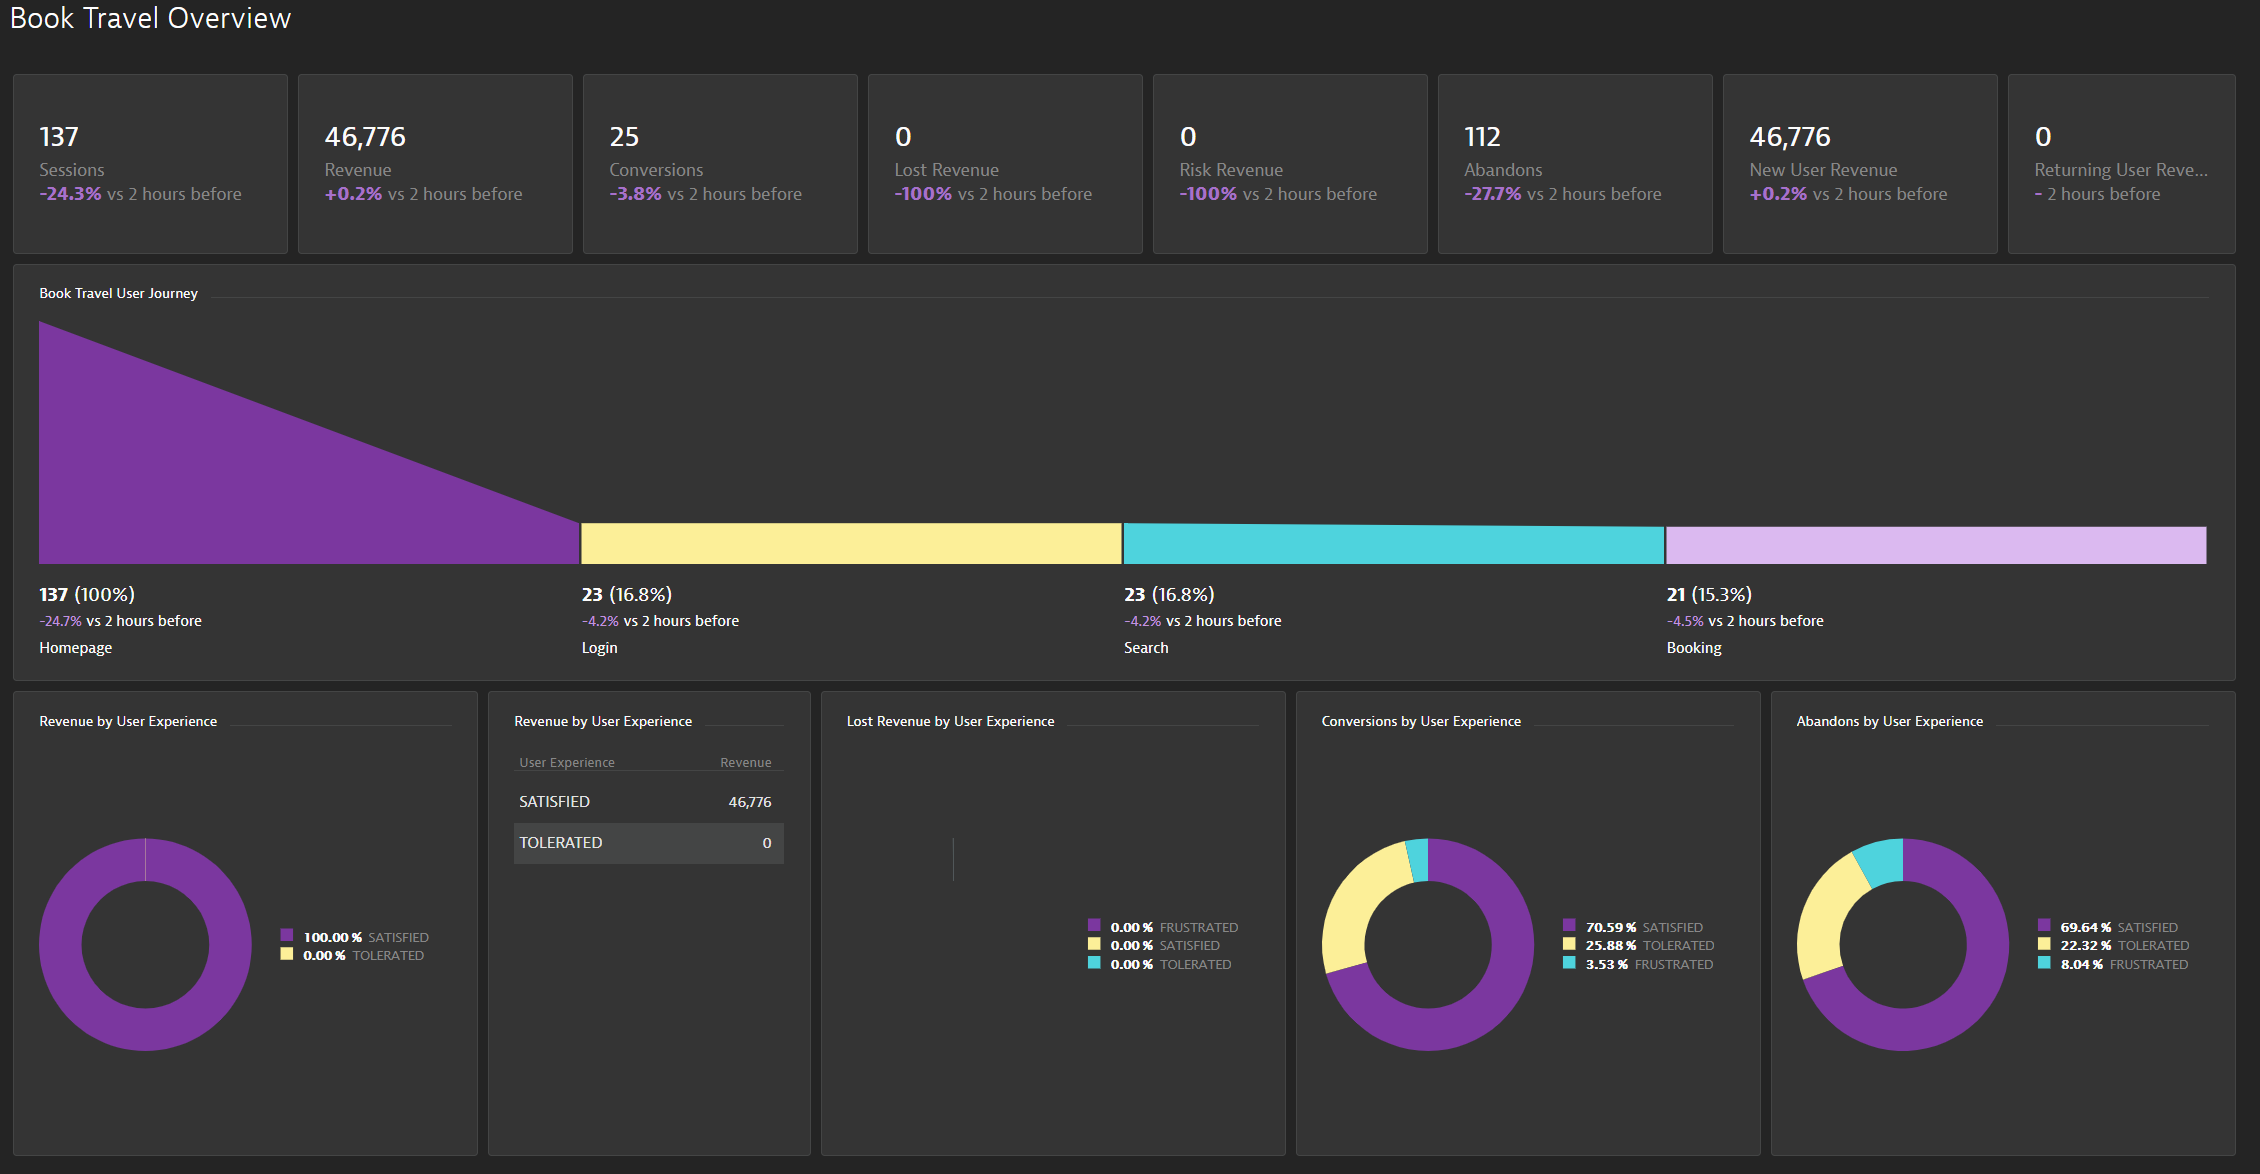 Book Travel Overview
137
Sessions
-24.3% vs 2 hours before
46,776
Revenue
+0.2% vs 2 hours before
25
Conversions
-3.8% vs 2 hours before
0
Lost Revenue
-100% vs 2 hours before
0
Risk Revenue
-100% vs 2 hours before
112
Abandons
-27.7% vs 2 hours before
46,776
New User Revenue
+0.2% vs 2 hours before
0
Returning User Reve...
- 2 hours before
Book Travel User Journey
137 (100%)
-24.7% vs 2 hours before
Homepage
23 (16.8%)
-4.2% vs 2 hours before
Login
23 (16.8%)
-4.2% vs 2 hours before
Search
21 (15.3%)
-4.5% vs 2 hours before
Booking
Revenue by User Experience
100.00 % SATISFIED
0.00 % TOLERATED
Revenue by User Experience
User Experience Revenue
SATISFIED 46,776
TOLERATED 0
Lost Revenue by User Experience
0.00 % FRUSTRATED
0.00 % SATISFIED
0.00 % TOLERATED
Conversions by User Experience
70.59 % SATISFIED
25.88 % TOLERATED
3.53 % FRUSTRATED
Abandons by User Experience
69.64 % SATISFIED
22.32 % TOLERATED
8.04 % FRUSTRATED